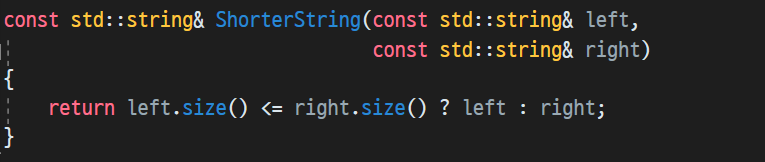 const std::string& ShorterString(const std::string& left,
const std::string& right)
{
return left.size() <= right.size() ? left : right;
}